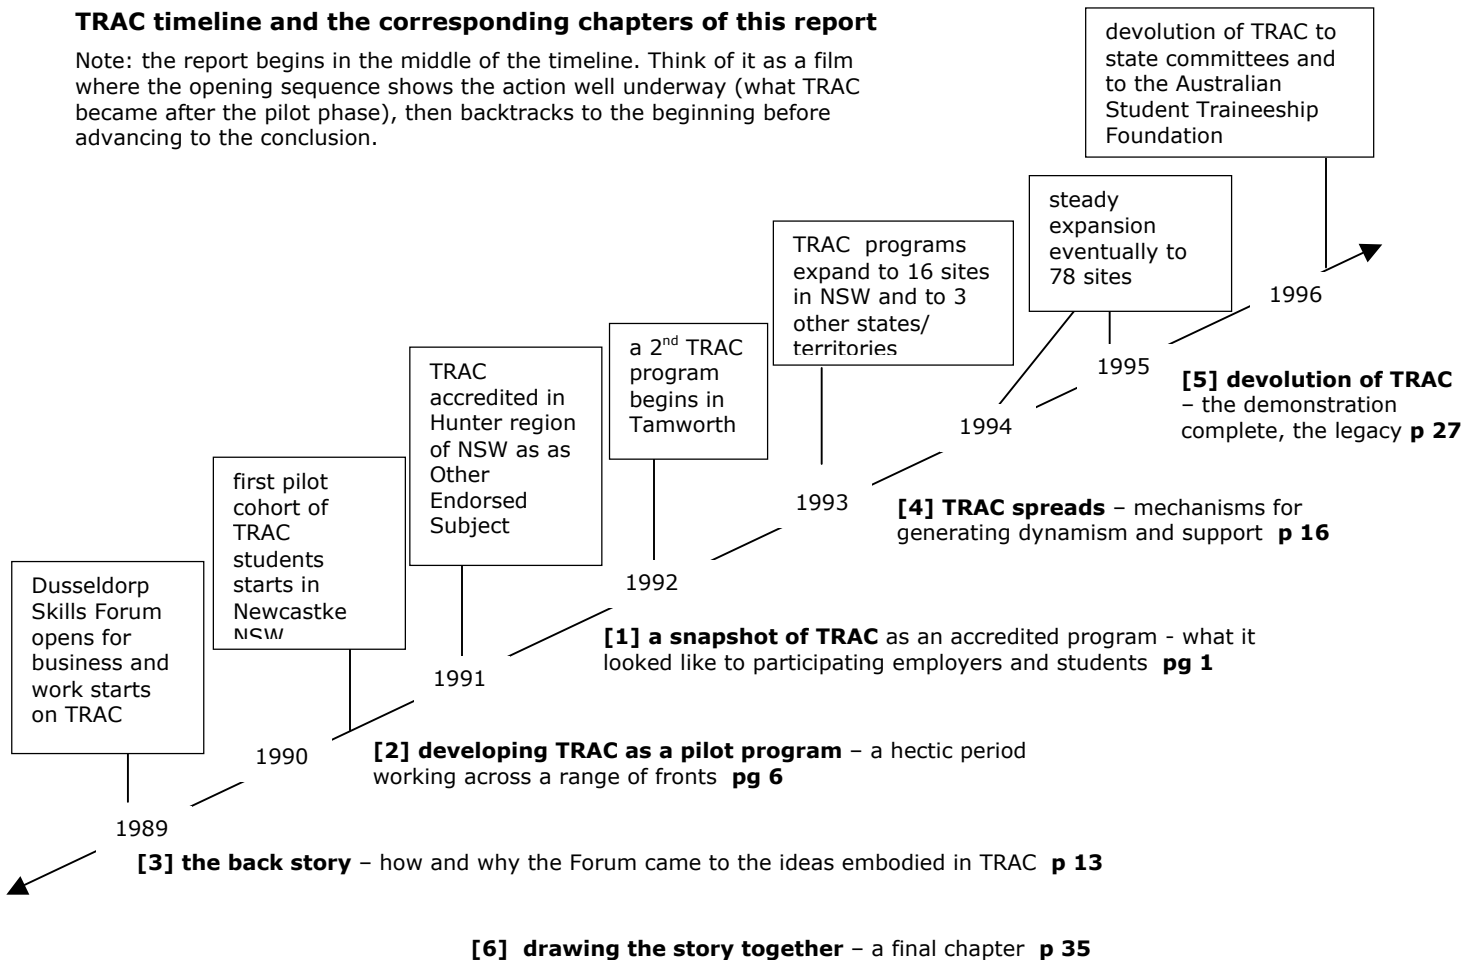 TRAC timeline and the corresponding chapters of this report
Note: the report begins in the middle of the timeline. Think of it as a film
where the opening sequence shows the action well underway (what TRAC
became after the pilot phase), then backtracks to the beginning before
advancing to the conclusion.
devolution of TRAC to
state committees and
to the Australian
Student Traineeship
Foundation
steady
expansion
eventually to
78 sites
TRAC programs
expand to 16 sites
in NSW and to 3
other states/
territories
a 2nd TRAC
program
begins in
Tamworth
TRAC
accredited in
Hunter region
of NSW as as
Other
Endorsed
Subject
first pilot
cohort of
TRAC
students
starts in
Newcastke
NSW
Dusseldorp
Skills Forum
opens for
business and
work starts
on TRAC
1996
1995
1994
1993
1992
1991
1990
1989
[5] devolution of TRAC
– the demonstration
complete, the legacy p 27
[4] TRAC spreads – mechanisms for
generating dynamism and support p 16
[1] a snapshot of TRAC as an accredited program - what it
looked like to participating employers and students pg 1
[2] developing TRAC as a pilot program – a hectic period
working across a range of fronts pg 6
[3] the back story – how and why the Forum came to the ideas embodied in TRAC p 13
[6] drawing the story together – a final chapter p 35